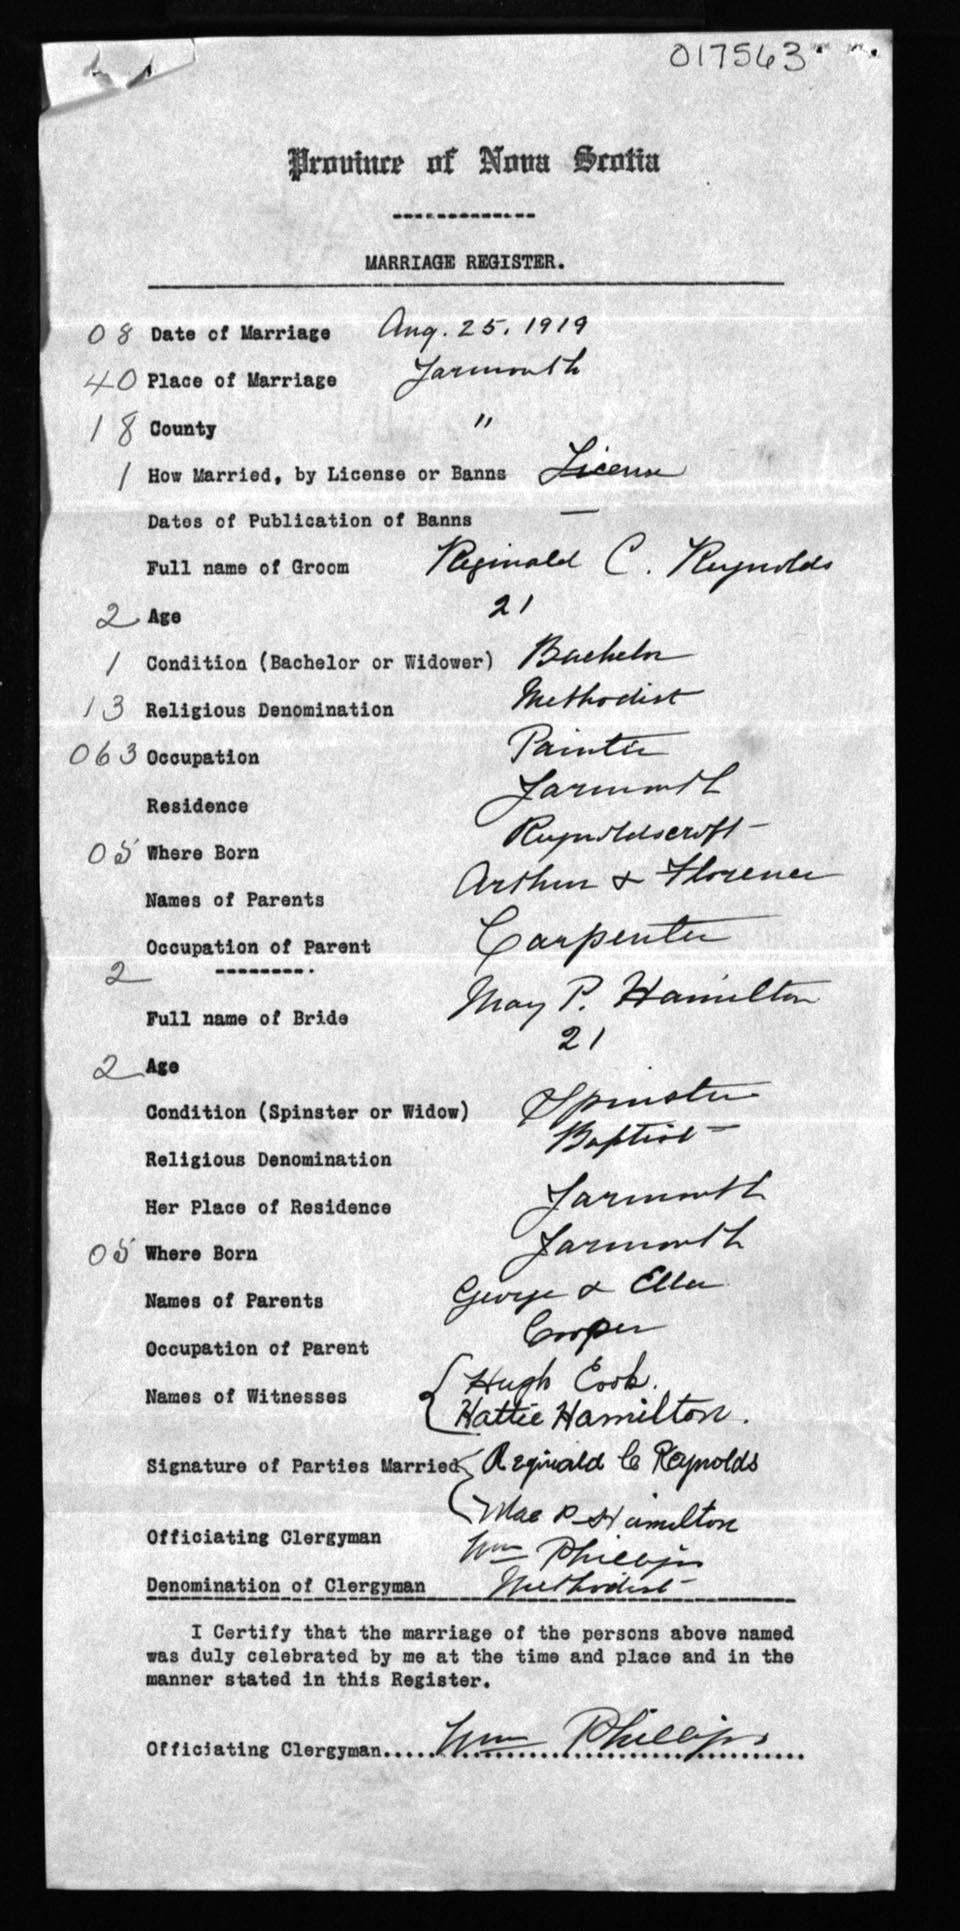 017563
Province of Nova Scotia
MARRIAGE REGISTER.
08 Date of Marriage Aug. 25. 1919
40 Place of Marriage Yarmouth
18 County "
1 How Married, by License or Banns License
Dates of Publication of Banns —
Full name of Groom Reginald C. Reynolds
2 Age 21
1 Condition (Bachelor or Widower) Bachelor
13 Religious Denomination Methodist
063 Occupation Painter
Residence Yarmouth
05 Where Born Reynoldscroft
Names of Parents Arthur & Florence
Occupation of Parent Carpenter
2
Full name of Bride May P. Hamilton
2 Age 21
Condition (Spinster or Widow) Spinster
Religious Denomination Baptist
Her Place of Residence Yarmouth
05 Where Born Yarmouth
Names of Parents George & Ella
Occupation of Parent Cooper
Names of Witnesses Hugh Cook.
Hattie Hamilton.
Signature of Parties Married Reginald C Reynolds
Mae P Hamilton
Officiating Clergyman Wm Phillips
Denomination of Clergyman Methodist
I Certify that the marriage of the persons above named
was duly celebrated by me at the time and place and in the
manner stated in this Register.
Officiating Clergyman..... Wm Phillips